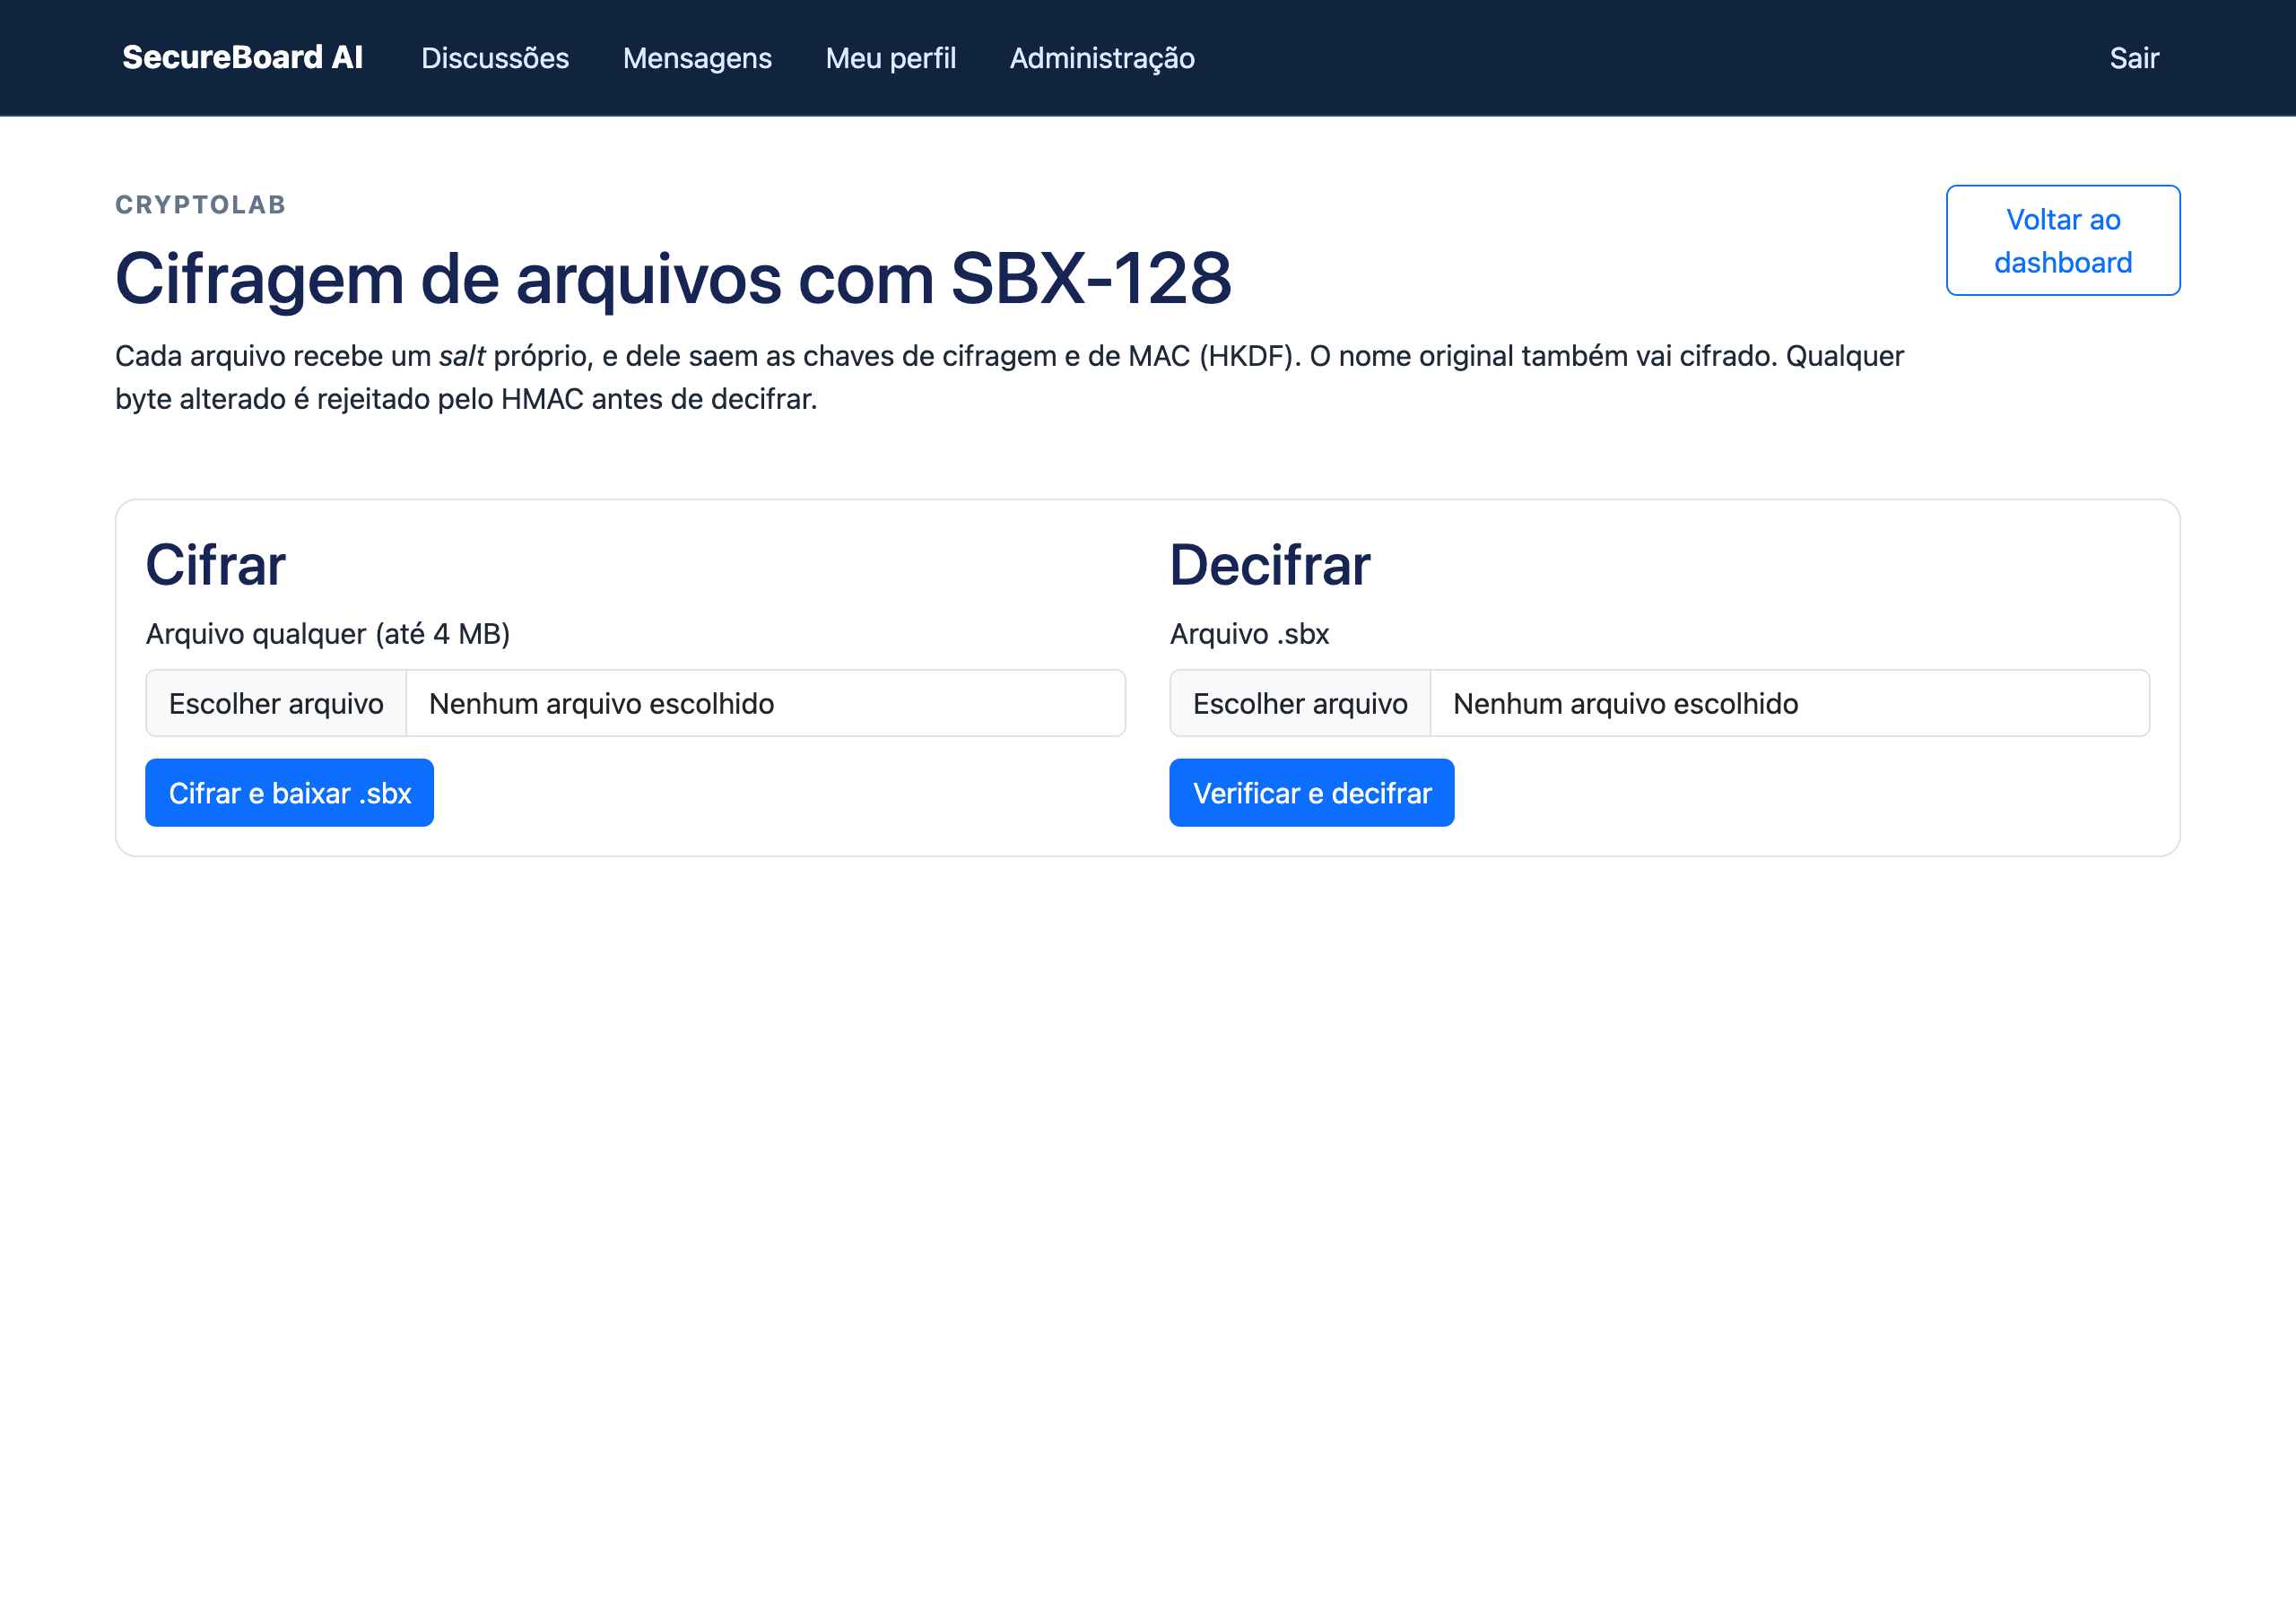 SecureBoard AI Discussões Mensagens Meu perfil Administração Sair
CRYPTOLAB
Cifragem de arquivos com SBX-128
Cada arquivo recebe um salt próprio, e dele saem as chaves de cifragem e de MAC (HKDF). O nome original também vai cifrado. Qualquer
byte alterado é rejeitado pelo HMAC antes de decifrar.
Voltar ao
dashboard
Cifrar
Arquivo qualquer (até 4 MB)
Escolher arquivo Nenhum arquivo escolhido
Cifrar e baixar .sbx
Decifrar
Arquivo .sbx
Escolher arquivo Nenhum arquivo escolhido
Verificar e decifrar